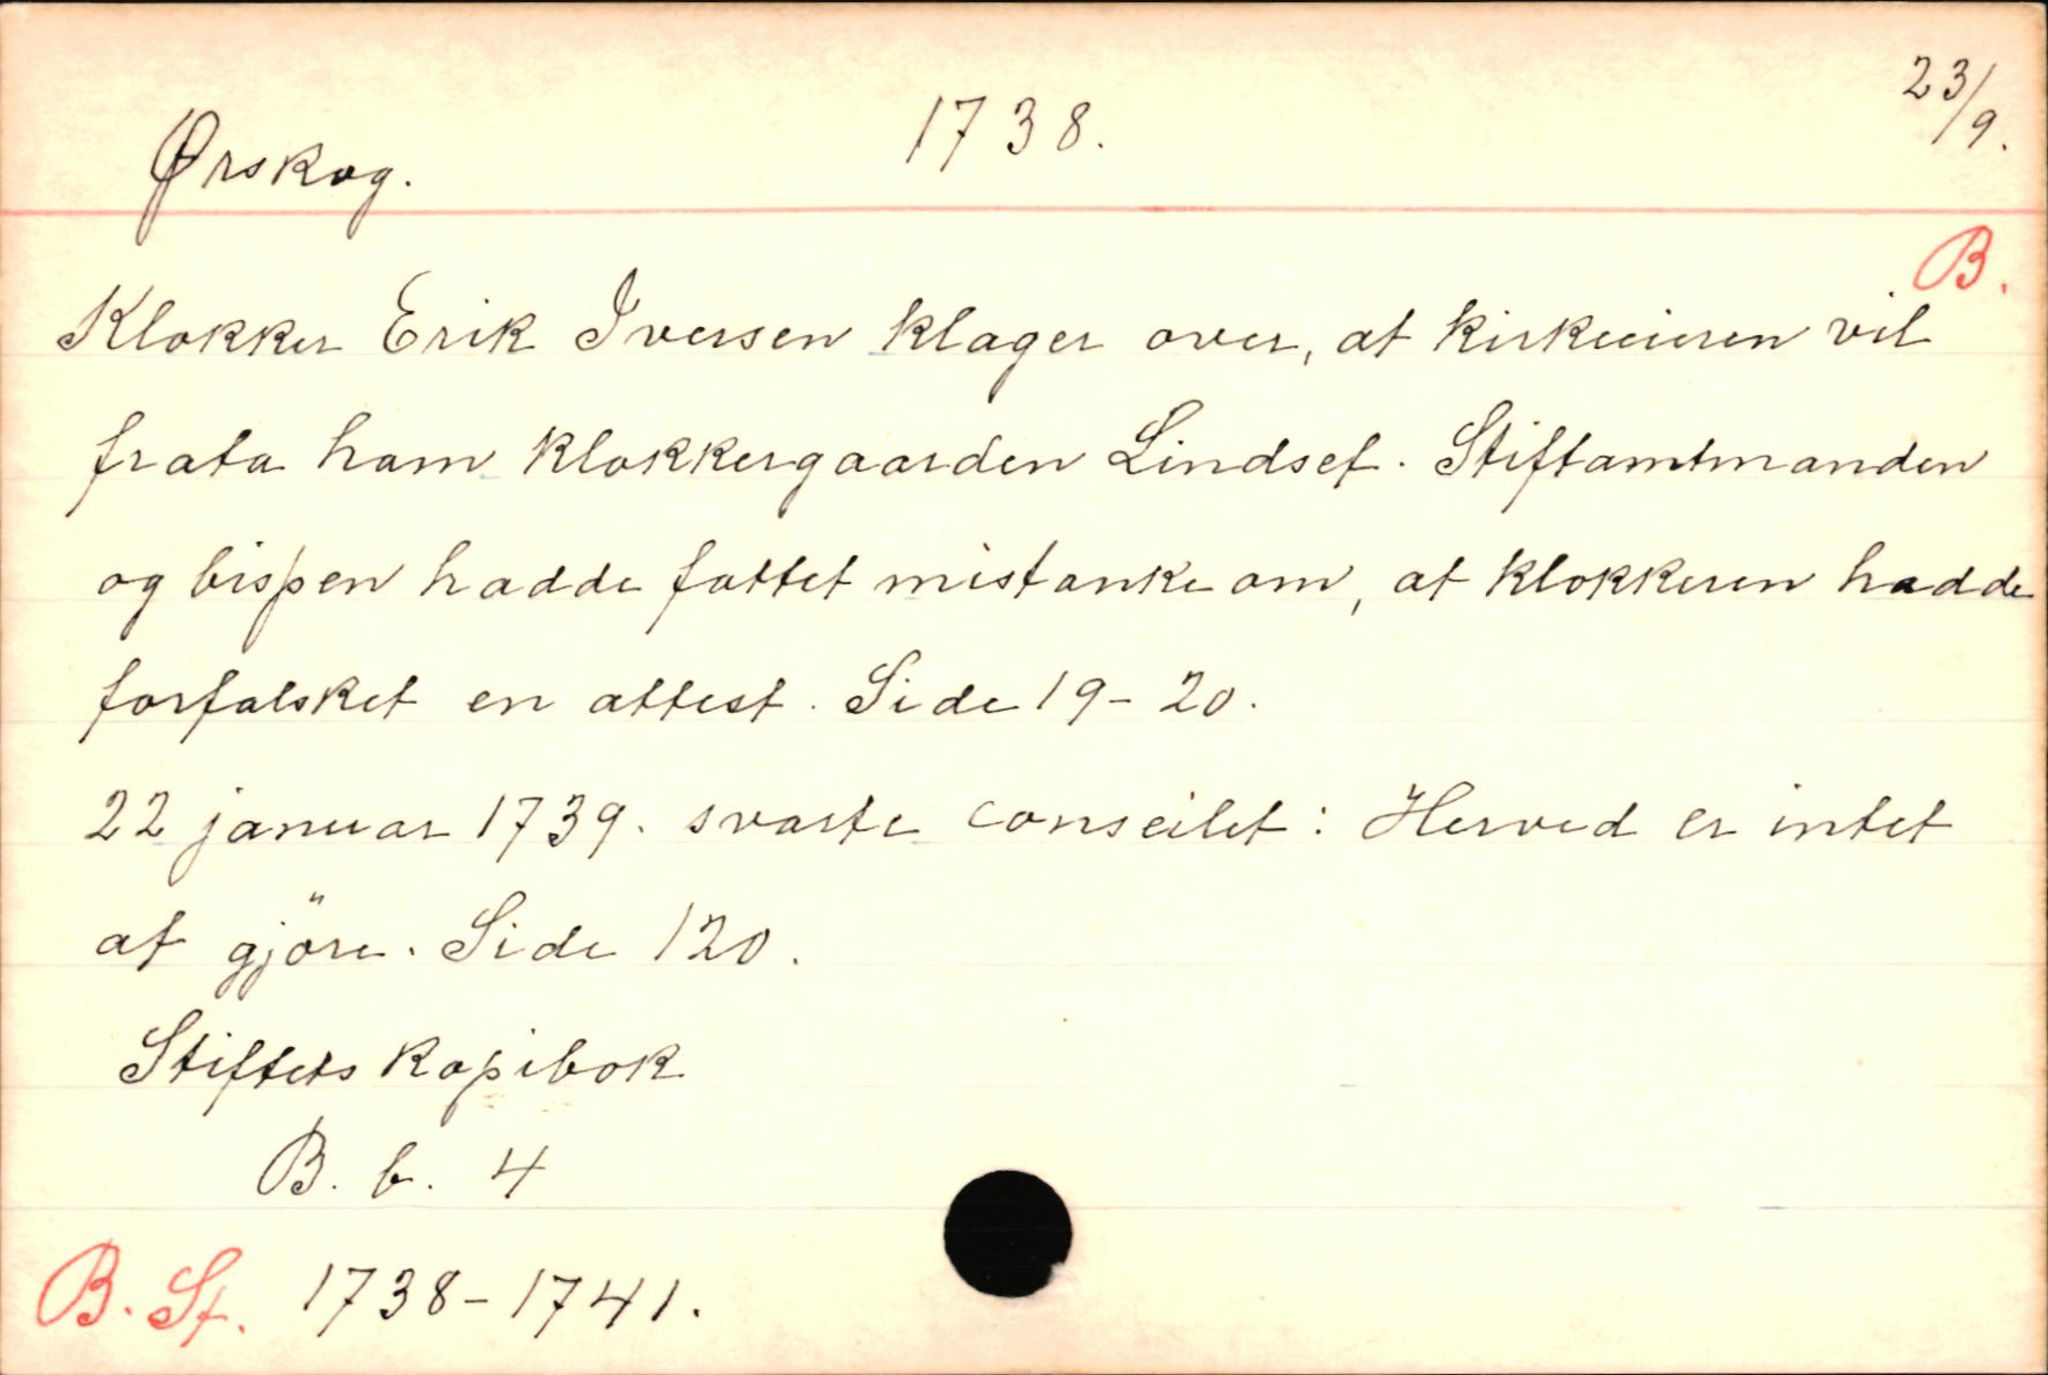 Ørskog. 1738. 23/9.
B.
Klokker Erik Iversen klager over, at kirkeeieren vil
frata ham klokkergaarden Lindset. Stiftamtmanden
og bispen hadde fattet mistanke om, at klokkeren hadde
forfalsket en attest. Side 19-20.
22 januar 1739. svarte conseilet: Herved er intet
at gjöre. Side 120.
Stiftets kopibok
B. b. 4
B. St. 1738-1741.